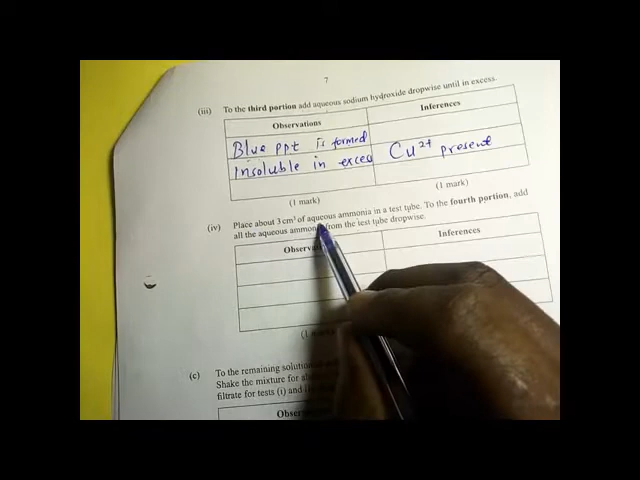 7
(iii) To the third portion add aqueous sodium hydroxide dropwise until in excess.
Observations Inferences
Blue ppt is formed
Insoluble in excess Cu²⁺ present
(1 mark) (1 mark)
(iv) Place about 3 cm³ of aqueous ammonia in a test tube. To the fourth portion, add
all the aqueous ammonia from the test tube dropwise.
Inferences
(c) To the remaining
Shake the mixture for
filtrate for tests (i) and